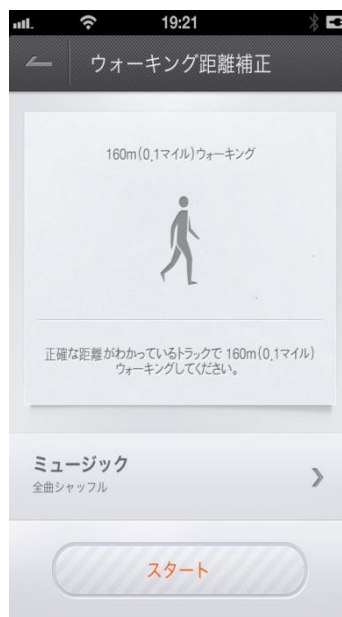 19:21
ウォーキング距離補正
160m(0.1マイル)ウォーキング
正確な距離がわかっているトラックで 160m(0.1マイル)
ウォーキングしてください。
ミュージック
全曲シャッフル
スタート